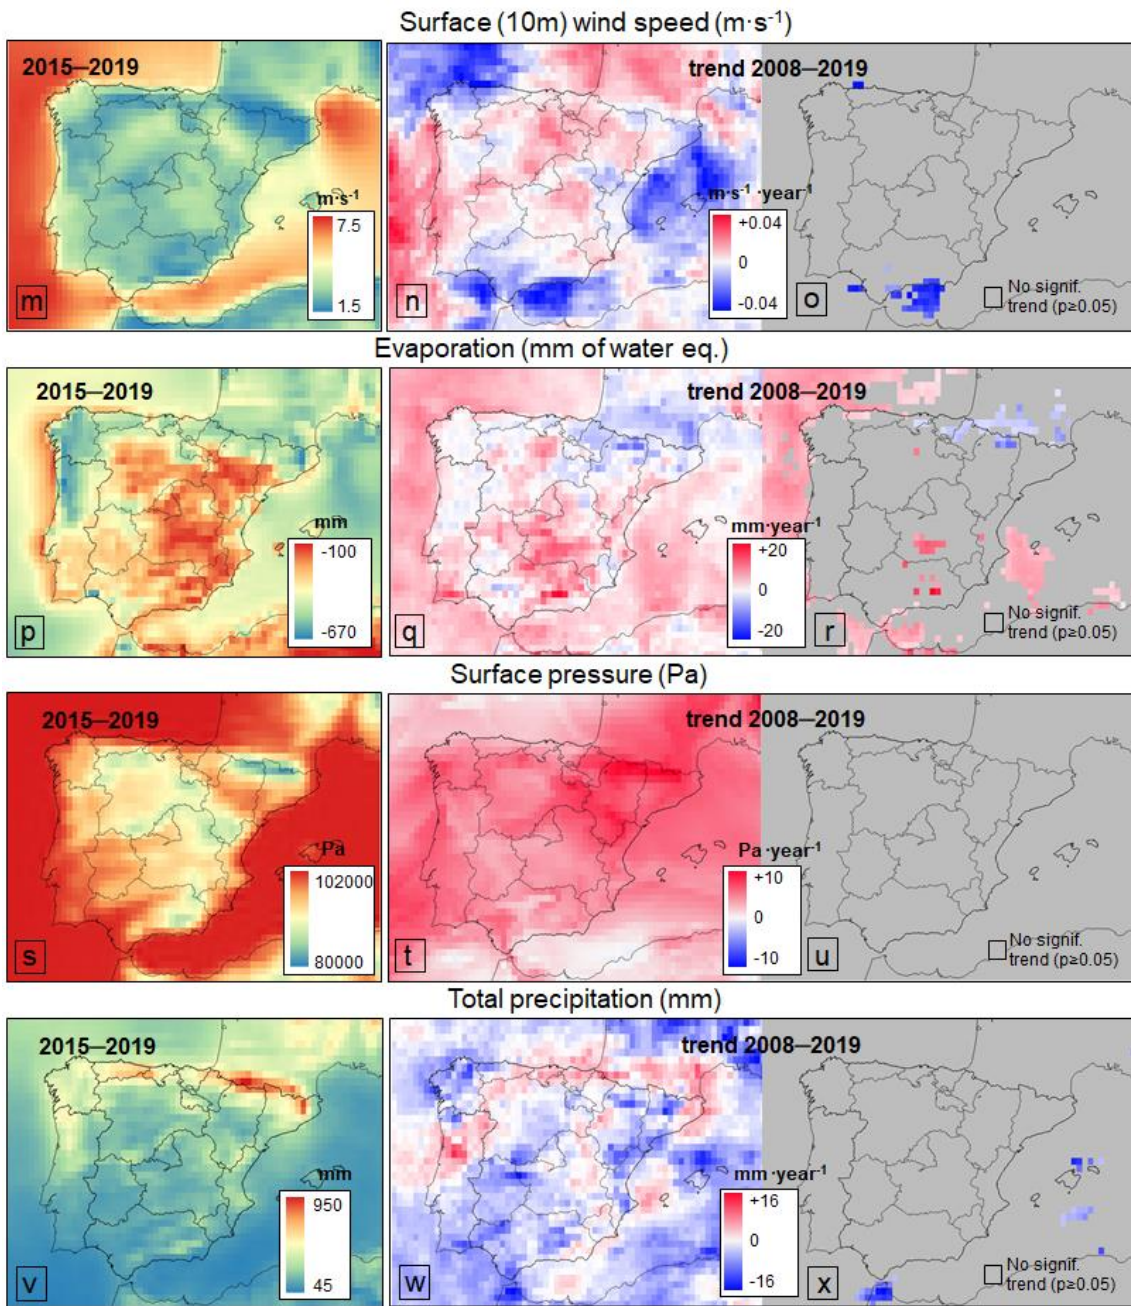 Surface (10m) wind speed (m·s⁻¹)
2015–2019
trend 2008–2019
m·s⁻¹
7.5
1.5
m
m·s⁻¹·year⁻¹
+0.04
0
-0.04
n
No signif.
trend (p≥0.05)
o
Evaporation (mm of water eq.)
2015–2019
trend 2008–2019
mm
-100
-670
p
mm·year⁻¹
+20
0
-20
q
No signif.
trend (p≥0.05)
r
Surface pressure (Pa)
2015–2019
trend 2008–2019
Pa
102000
80000
s
Pa·year⁻¹
+10
0
-10
t
No signif.
trend (p≥0.05)
u
Total precipitation (mm)
2015–2019
trend 2008–2019
mm
950
45
v
mm·year⁻¹
+16
0
-16
w
No signif.
trend (p≥0.05)
x